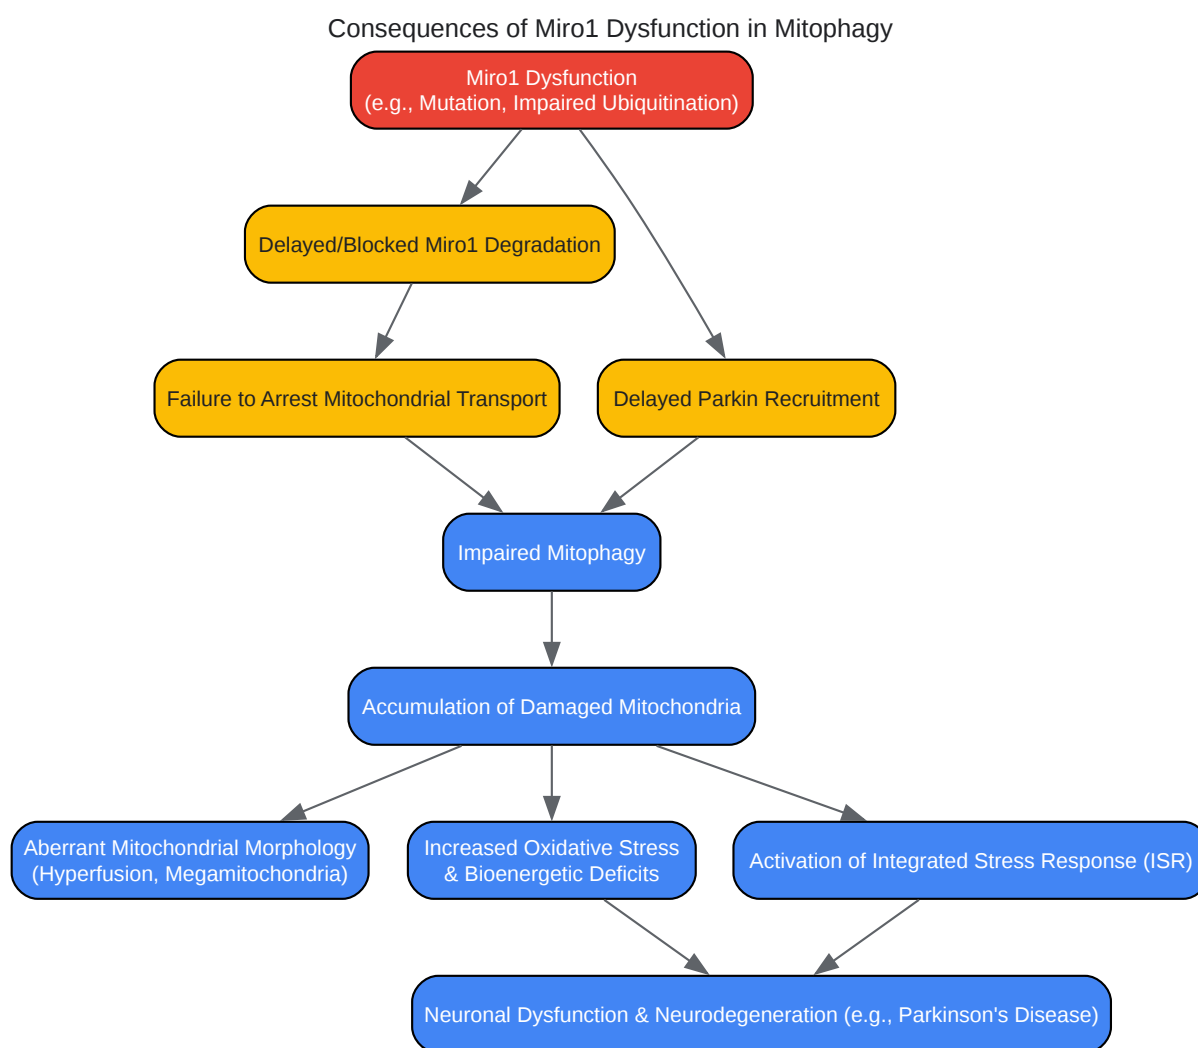 Consequences of Miro1 Dysfunction in Mitophagy
Miro1 Dysfunction
(e.g., Mutation, Impaired Ubiquitination)
Delayed/Blocked Miro1 Degradation
Failure to Arrest Mitochondrial Transport
Delayed Parkin Recruitment
Impaired Mitophagy
Accumulation of Damaged Mitochondria
Aberrant Mitochondrial Morphology
(Hyperfusion, Megamitochondria)
Increased Oxidative Stress
& Bioenergetic Deficits
Activation of Integrated Stress Response (ISR)
Neuronal Dysfunction & Neurodegeneration (e.g., Parkinson's Disease)